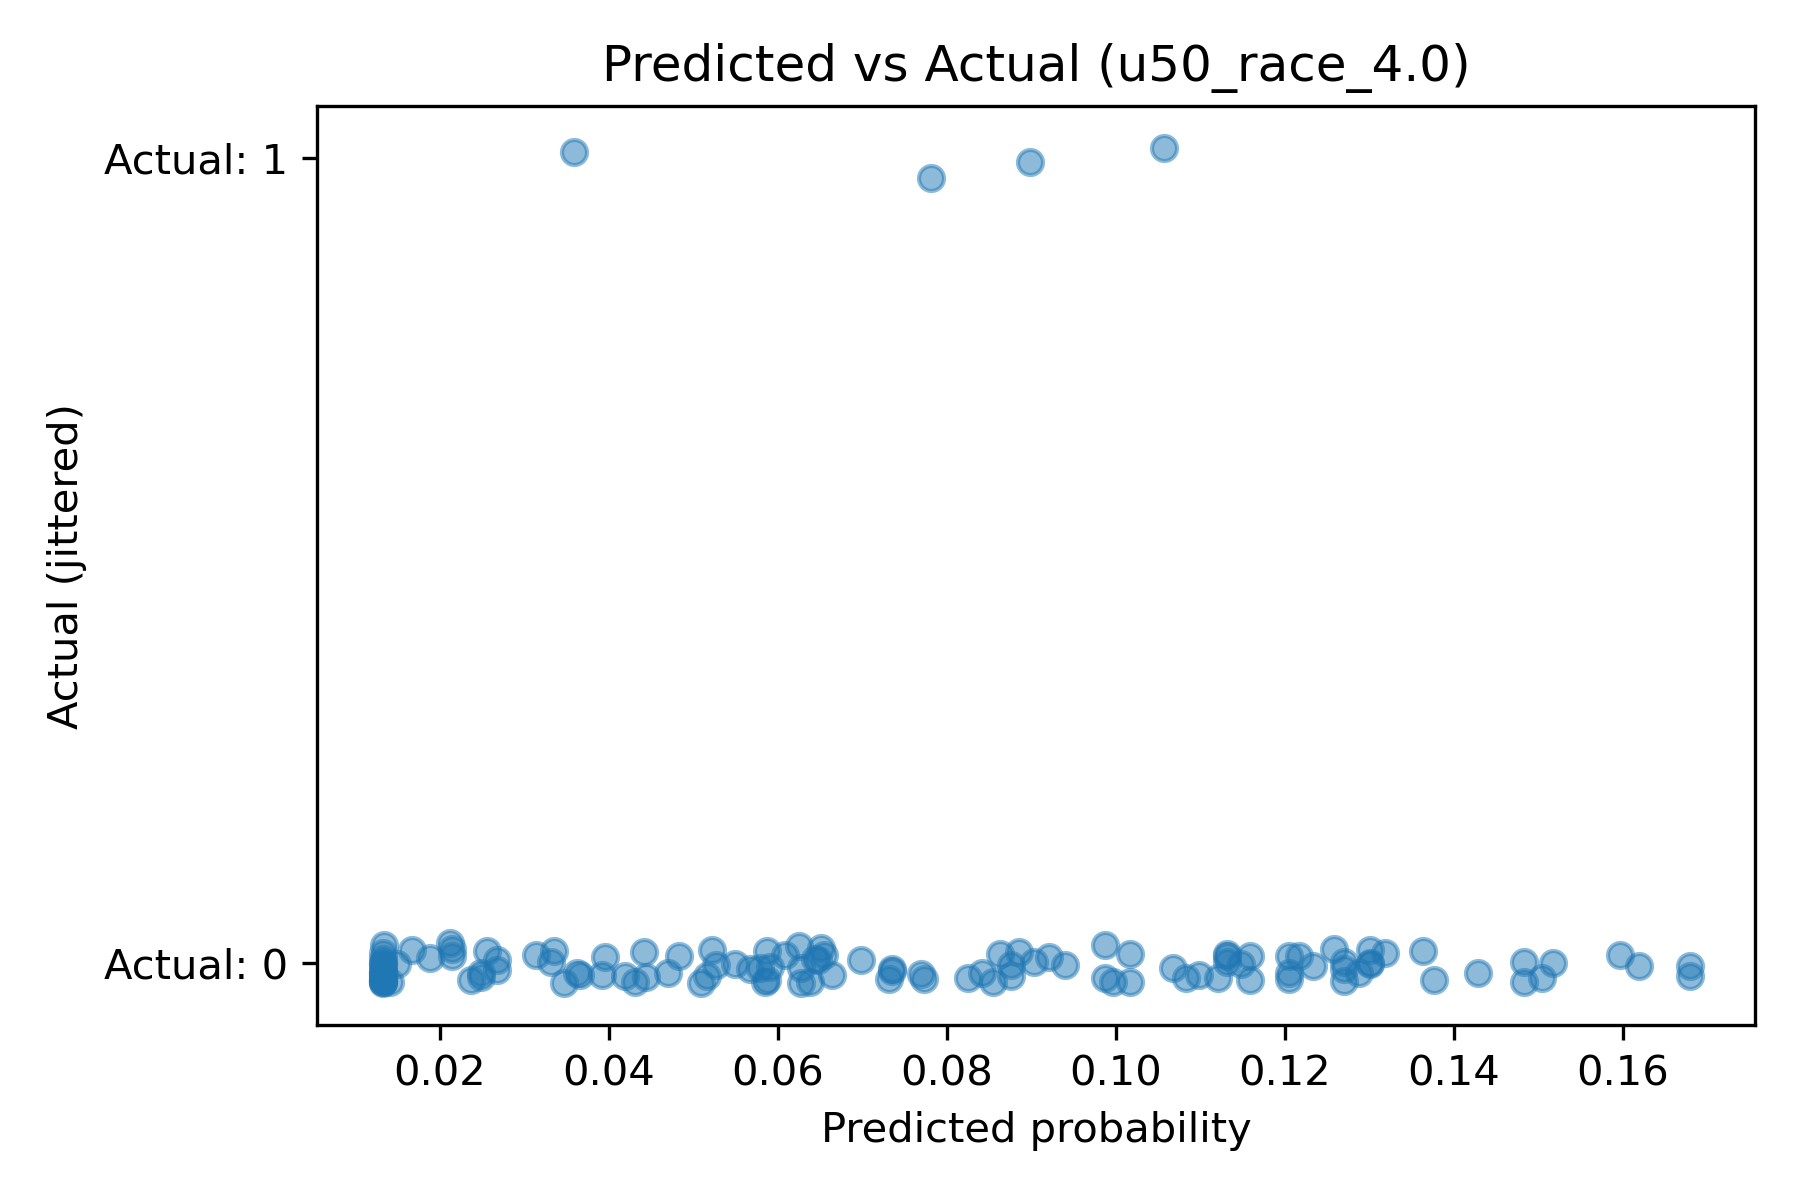 Predicted vs Actual (u50_race_4.0)
Actual: 1
Actual (jittered)
Actual: 0
0.02 0.04 0.06 0.08 0.10 0.12 0.14 0.16
Predicted probability